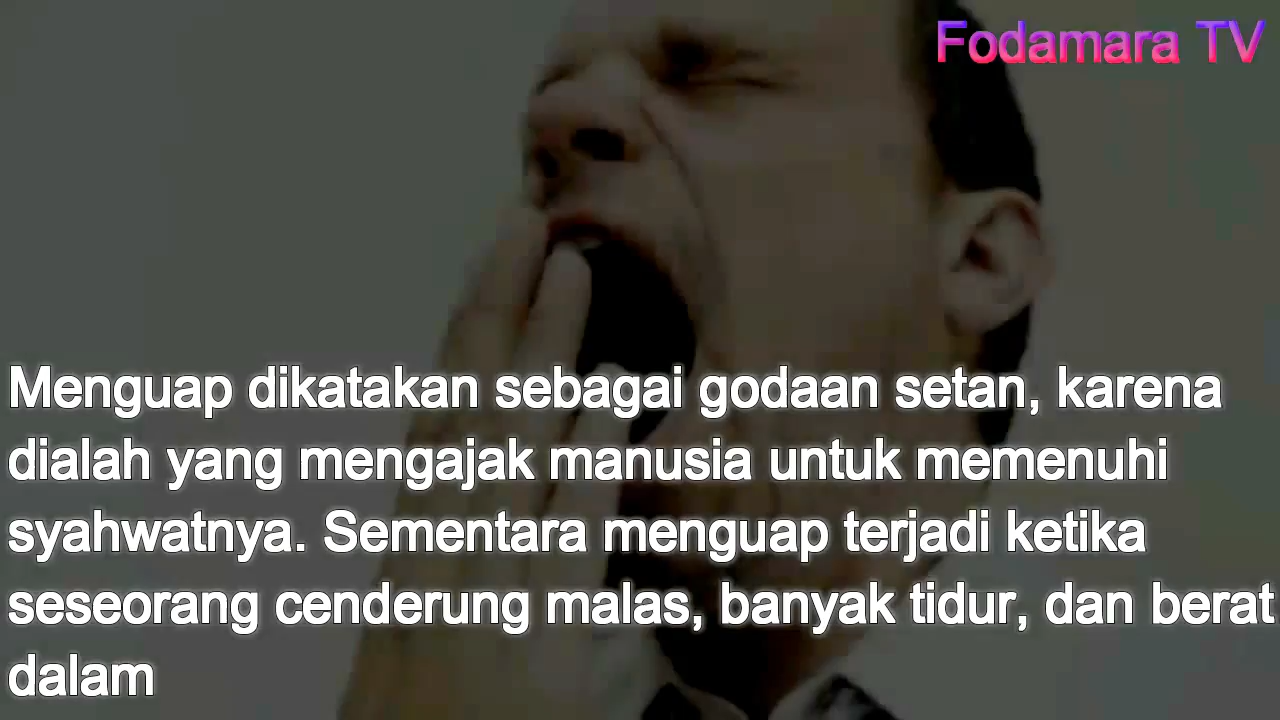 Fodamara TV
Menguap dikatakan sebagai godaan setan, karena
dialah yang mengajak manusia untuk memenuhi
syahwatnya. Sementara menguap terjadi ketika
seseorang cenderung malas, banyak tidur, dan berat
dalam